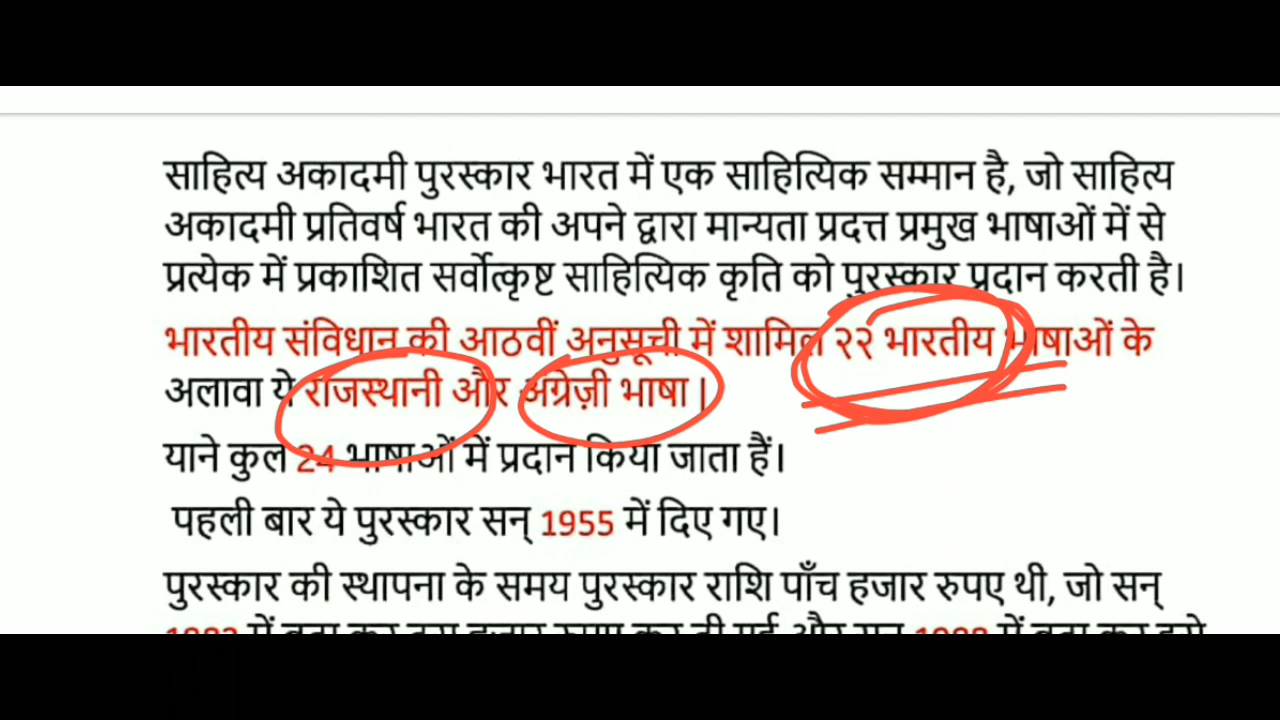 साहित्य अकादमी पुरस्कार भारत में एक साहित्यिक सम्मान है, जो साहित्य
अकादमी प्रतिवर्ष भारत की अपने द्वारा मान्यता प्रदत्त प्रमुख भाषाओं में से
प्रत्येक में प्रकाशित सर्वोत्कृष्ट साहित्यिक कृति को पुरस्कार प्रदान करती है।
भारतीय संविधान की आठवीं अनुसूची में शामिल २२ भारतीय भाषाओं के
अलावा ये राजस्थानी और अंग्रेज़ी भाषा |
याने कुल 24 भाषाओं में प्रदान किया जाता हैं।
पहली बार ये पुरस्कार सन् 1955 में दिए गए।
पुरस्कार की स्थापना के समय पुरस्कार राशि पाँच हजार रुपए थी, जो सन्